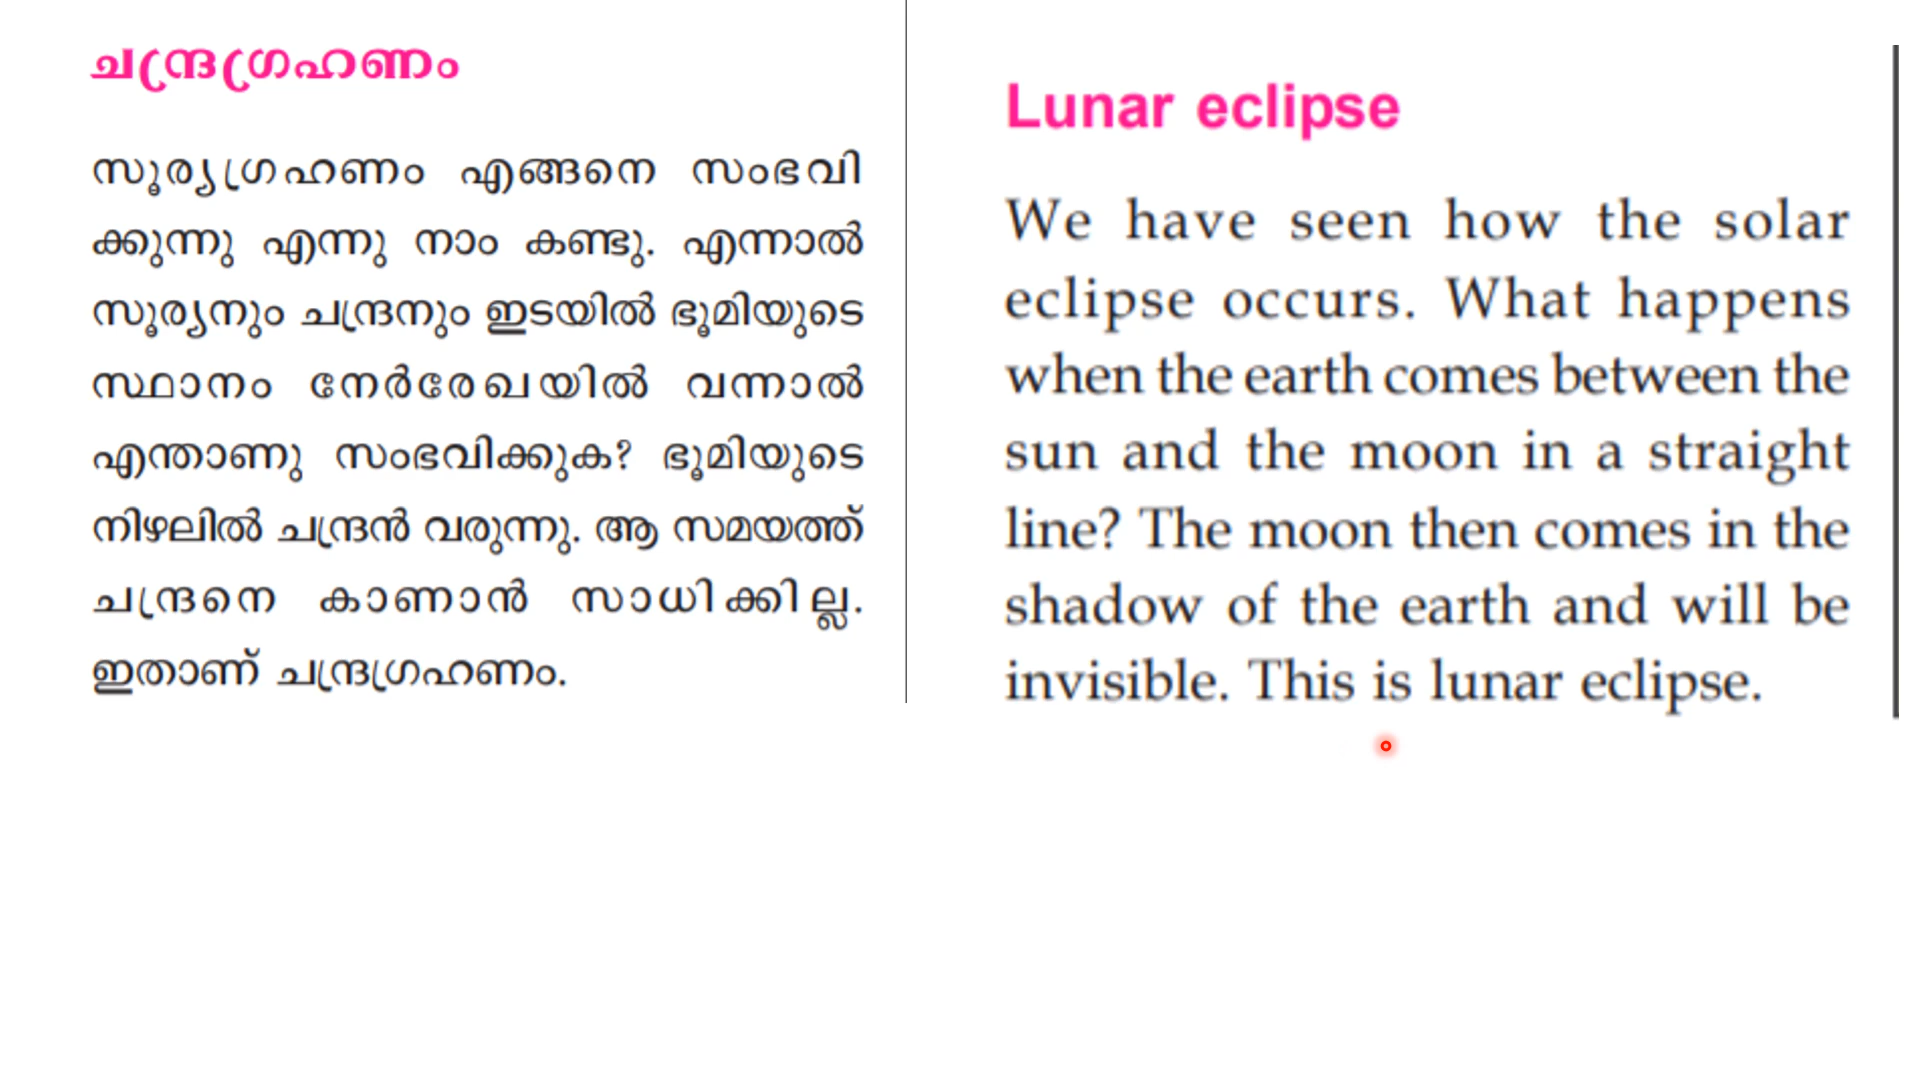 ചന്ദ്രഗ്രഹണം
സൂര്യഗ്രഹണം എങ്ങനെ സംഭവി
ക്കുന്നു എന്നു നാം കണ്ടു. എന്നാൽ
സൂര്യനും ചന്ദ്രനും ഇടയിൽ ഭൂമിയുടെ
സ്ഥാനം നേർരേഖയിൽ വന്നാൽ
എന്താണു സംഭവിക്കുക? ഭൂമിയുടെ
നിഴലിൽ ചന്ദ്രൻ വരുന്നു. ആ സമയത്ത്
ചന്ദ്രനെ കാണാൻ സാധിക്കില്ല.
ഇതാണ് ചന്ദ്രഗ്രഹണം.
Lunar eclipse
We have seen how the solar
eclipse occurs. What happens
when the earth comes between the
sun and the moon in a straight
line? The moon then comes in the
shadow of the earth and will be
invisible. This is lunar eclipse.